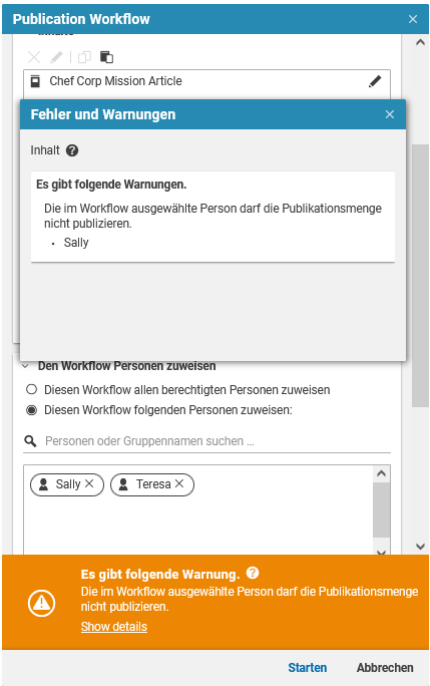 Publication Workflow
Chef Corp Mission Article
Fehler und Warnungen
Inhalt
Es gibt folgende Warnungen.
Die im Workflow ausgewählte Person darf die Publikationsmenge
nicht publizieren.
• Sally
Den Workflow Personen zuweisen
Diesen Workflow allen berechtigten Personen zuweisen
Diesen Workflow folgenden Personen zuweisen:
Personen oder Gruppennamen suchen ...
Sally Teresa
Es gibt folgende Warnung.
Die im Workflow ausgewählte Person darf die Publikationsmenge
nicht publizieren.
Show details
Starten Abbrechen